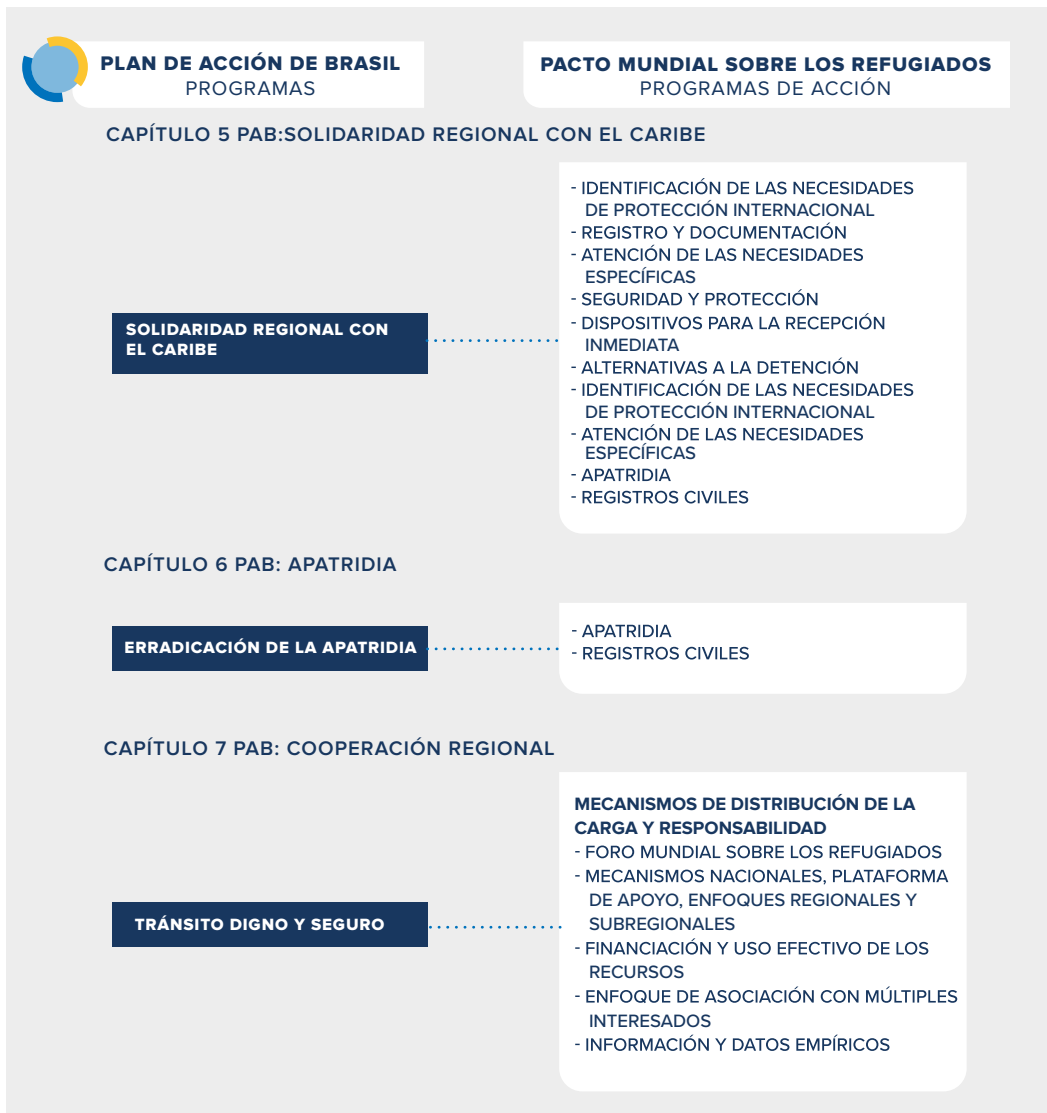 PLAN DE ACCIÓN DE BRASIL
PROGRAMAS
PACTO MUNDIAL SOBRE LOS REFUGIADOS
PROGRAMAS DE ACCIÓN
CAPÍTULO 5 PAB:SOLIDARIDAD REGIONAL CON EL CARIBE
SOLIDARIDAD REGIONAL CON
EL CARIBE
- IDENTIFICACIÓN DE LAS NECESIDADES
DE PROTECCIÓN INTERNACIONAL
- REGISTRO Y DOCUMENTACIÓN
- ATENCIÓN DE LAS NECESIDADES
ESPECÍFICAS
- SEGURIDAD Y PROTECCIÓN
- DISPOSITIVOS PARA LA RECEPCIÓN
INMEDIATA
- ALTERNATIVAS A LA DETENCIÓN
- IDENTIFICACIÓN DE LAS NECESIDADES
DE PROTECCIÓN INTERNACIONAL
- ATENCIÓN DE LAS NECESIDADES
ESPECÍFICAS
- APATRIDIA
- REGISTROS CIVILES
CAPÍTULO 6 PAB: APATRIDIA
ERRADICACIÓN DE LA APATRIDIA
- APATRIDIA
- REGISTROS CIVILES
CAPÍTULO 7 PAB: COOPERACIÓN REGIONAL
TRÁNSITO DIGNO Y SEGURO
MECANISMOS DE DISTRIBUCIÓN DE LA
CARGA Y RESPONSABILIDAD
- FORO MUNDIAL SOBRE LOS REFUGIADOS
- MECANISMOS NACIONALES, PLATAFORMA
DE APOYO, ENFOQUES REGIONALES Y
SUBREGIONALES
- FINANCIACIÓN Y USO EFECTIVO DE LOS
RECURSOS
- ENFOQUE DE ASOCIACIÓN CON MÚLTIPLES
INTERESADOS
- INFORMACIÓN Y DATOS EMPÍRICOS